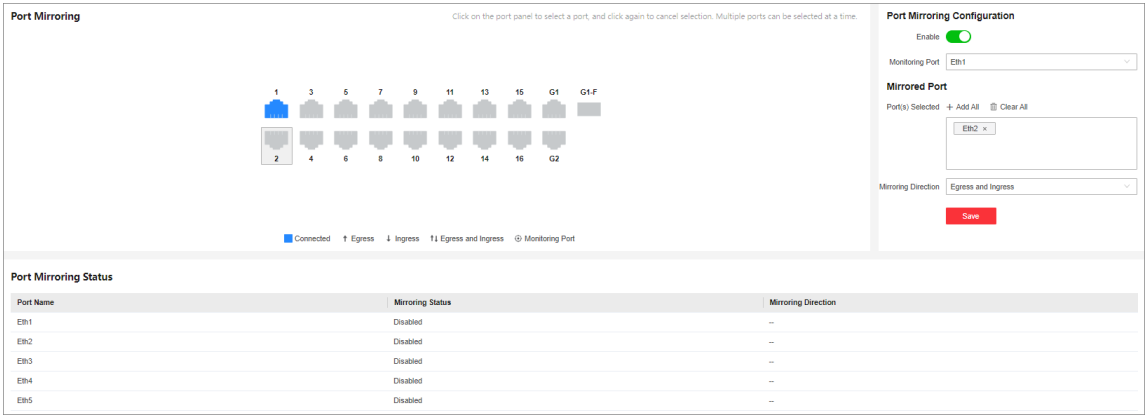 Port Mirroring
Click on the port panel to select a port, and click again to cancel selection. Multiple ports can be selected at a time.
1 3 5 7 9 11 13 15 G1 G1-F
2 4 6 8 10 12 14 16 G2
Connected ↑ Egress ↓ Ingress ↑↓ Egress and Ingress Monitoring Port
Port Mirroring Configuration
Enable
Monitoring Port Eth1
Mirrored Port
Port(s) Selected + Add All Clear All
Eth2 ×
Mirroring Direction Egress and Ingress
Save
Port Mirroring Status
Port Name Mirroring Status Mirroring Direction
Eth1 Disabled --
Eth2 Disabled --
Eth3 Disabled --
Eth4 Disabled --
Eth5 Disabled --